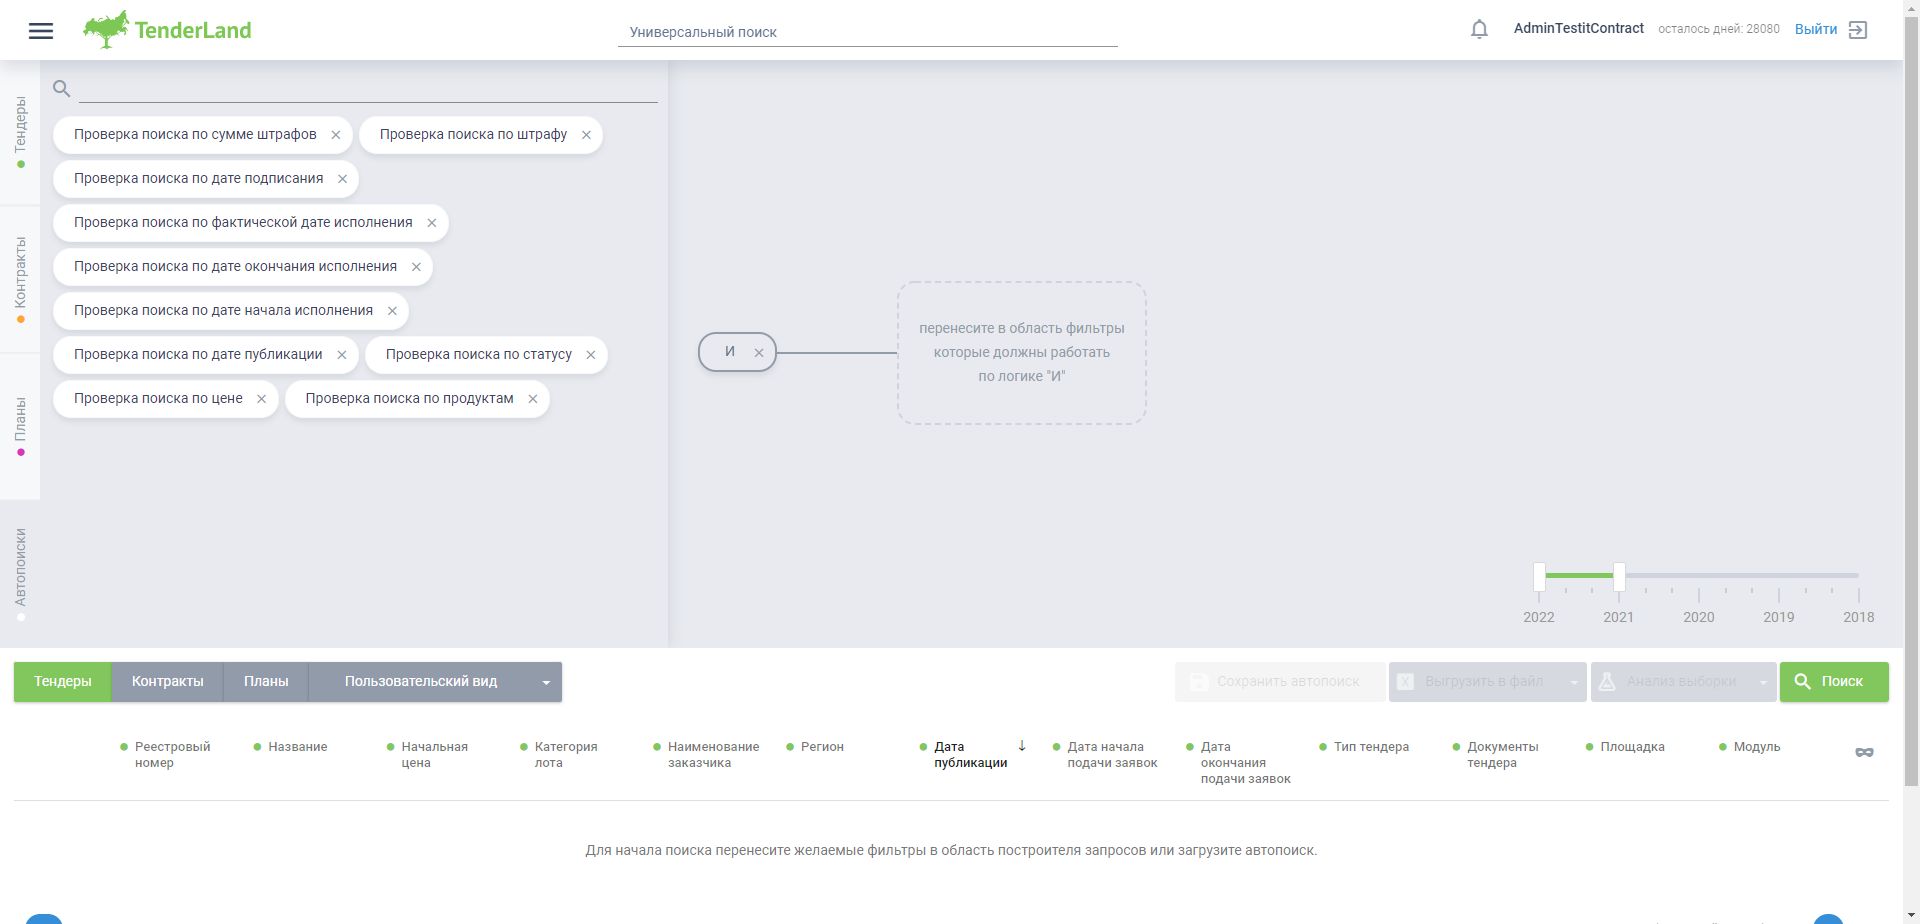 TenderLand
Универсальный поиск
AdminTestitContract
осталось дней: 28080
Выйти
Тендеры
Контракты
Планы
Автопоиски
Проверка поиска по сумме штрафов
Проверка поиска по штрафу
Проверка поиска по дате подписания
Проверка поиска по фактической дате исполнения
Проверка поиска по дате окончания исполнения
Проверка поиска по дате начала исполнения
Проверка поиска по дате публикации
Проверка поиска по статусу
Проверка поиска по цене
Проверка поиска по продуктам
И
перенесите в область фильтры
которые должны работать
по логике "И"
2022
2021
2020
2019
2018
Тендеры
Контракты
Планы
Пользовательский вид
Сохранить автопоиск
Выгрузить в файл
Анализ выборки
Поиск
Реестровый
номер
Название
Начальная
цена
Категория
лота
Наименование
заказчика
Регион
Дата
публикации
Дата начала
подачи заявок
Дата
окончания
подачи заявок
Тип тендера
Документы
тендера
Площадка
Модуль
Для начала поиска перенесите желаемые фильтры в область построителя запросов или загрузите автопоиск.